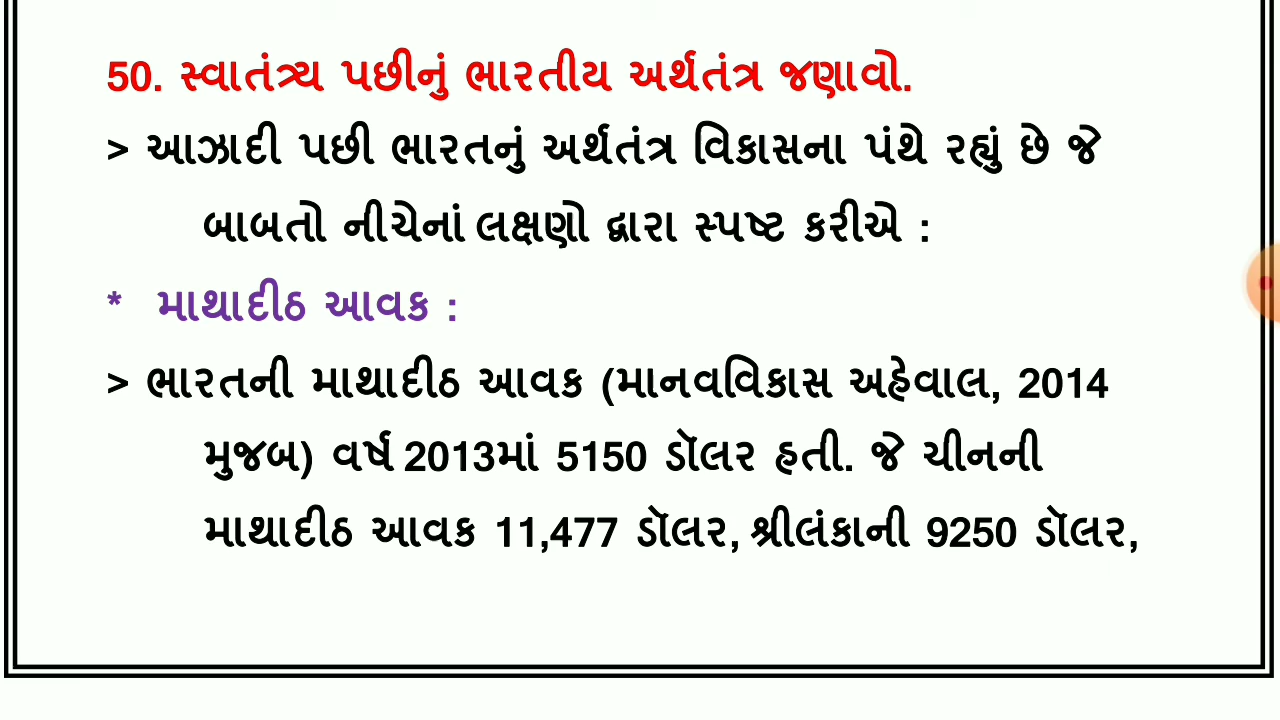 50. સ્વાતંત્ર્ય પછીનું ભારતીય અર્થતંત્ર જણાવો.
> આઝાદી પછી ભારતનું અર્થતંત્ર વિકાસના પંથે રહ્યું છે જે
બાબતો નીચેનાં લક્ષણો દ્વારા સ્પષ્ટ કરીએ :
* માથાદીઠ આવક :
> ભારતની માથાદીઠ આવક (માનવવિકાસ અહેવાલ, 2014
મુજબ) વર્ષ 2013માં 5150 ડૉલર હતી. જે ચીનની
માથાદીઠ આવક 11,477 ડૉલર, શ્રીલંકાની 9250 ડૉલર,